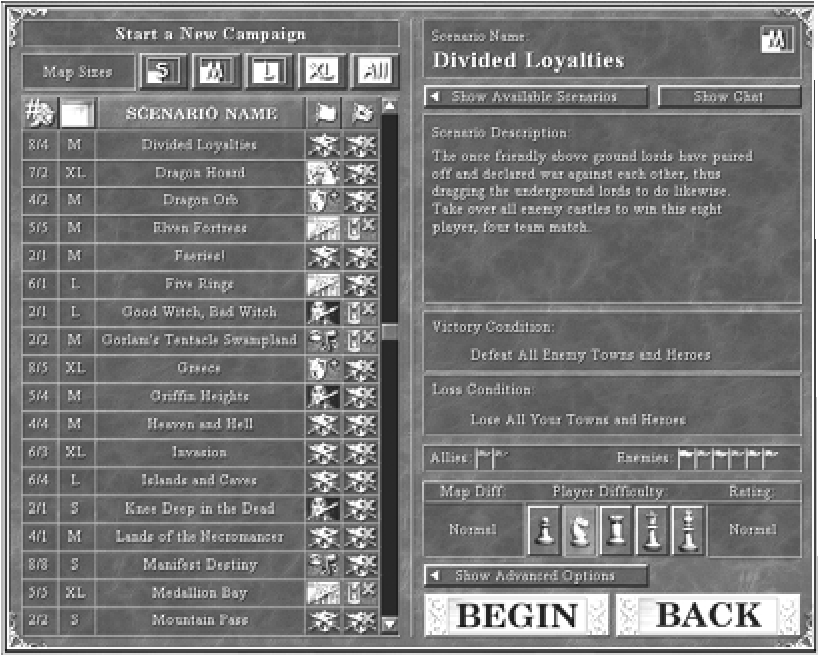 Start a New Campaign
Map Sizes S M L XL All
# SCENARIO NAME
8/4 M Divided Loyalties
7/2 XL Dragon Hoard
4/2 M Dragon Orb
5/5 M Elven Fortress
2/1 M Faeries!
6/1 L Five Rings
2/1 L Good Witch, Bad Witch
2/2 M Gorlam's Tentacle Swampland
8/5 XL Greece
5/4 M Griffin Heights
4/4 M Heaven and Hell
6/3 XL Invasion
6/4 L Islands and Caves
2/1 S Knee Deep in the Dead
4/1 M Lands of the Necromancer
8/8 S Manifest Destiny
5/5 XL Medallion Bay
2/2 S Mountain Pass
Scenario Name:
M
Divided Loyalties
Show Available Scenarios
Show Chat
Scenario Description:
The once friendly above ground lords have paired
off and declared war against each other, thus
dragging the underground lords to do likewise.
Take over all enemy castles to win this eight
player, four team match.
Victory Condition:
Defeat All Enemy Towns and Heroes
Loss Condition:
Lose All Your Towns and Heroes
Allies: Enemies:
Map Diff: Player Difficulty: Rating:
Normal Normal
Show Advanced Options
BEGIN BACK